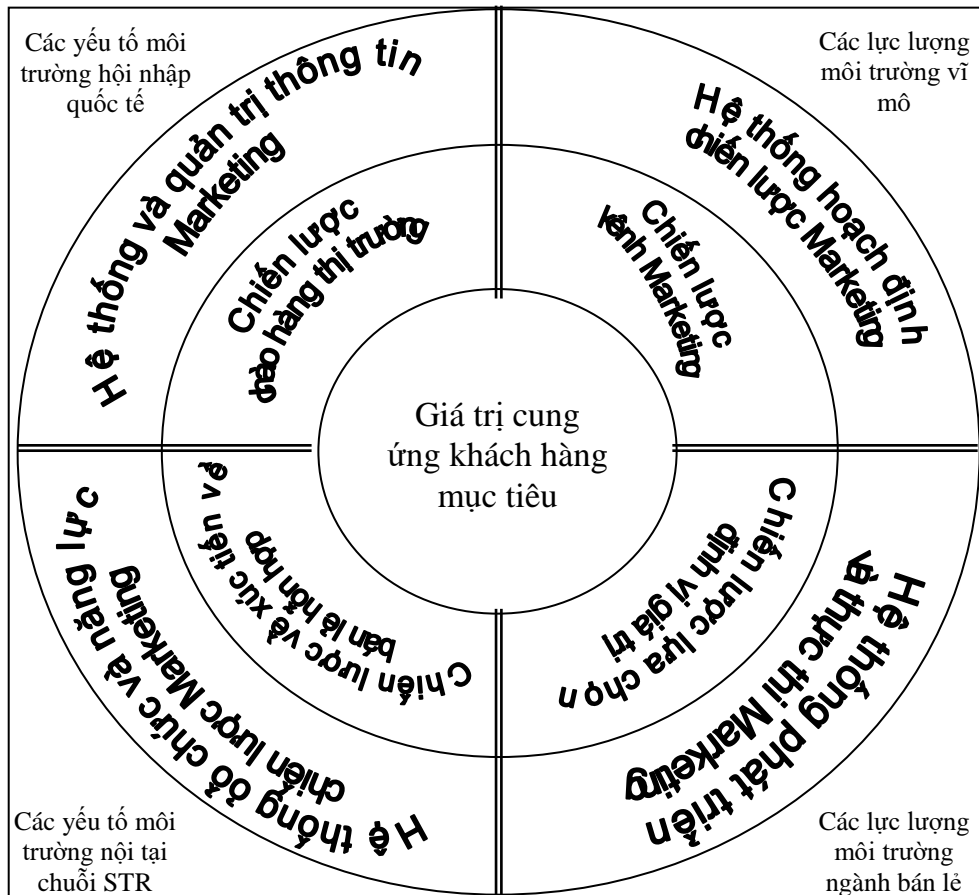 Các yếu tố môi
trường hội nhập
quốc tế
Các lực lượng
môi trường vĩ
mô
Hệ thống và quản trị thông tin
Marketing
Hệ thống hoạch định
chiến lược Marketing
Chiến lược
chào hàng thị trường
Chiến lược
kênh Marketing
Giá trị cung
ứng khách hàng
mục tiêu
Chiến lược về xúc tiến về
bán lẻ hỗn hợp
Chiến lược lựa chọn
định vị giá trị
Hệ thống ổổ chức và năng lực
chiến lược Marketing
Hệ thống phát triển
và thực thi Marketing
Các yếu tố môi
trường nội tại
chuỗi STR
Các lực lượng
môi trường
ngành bán lẻ